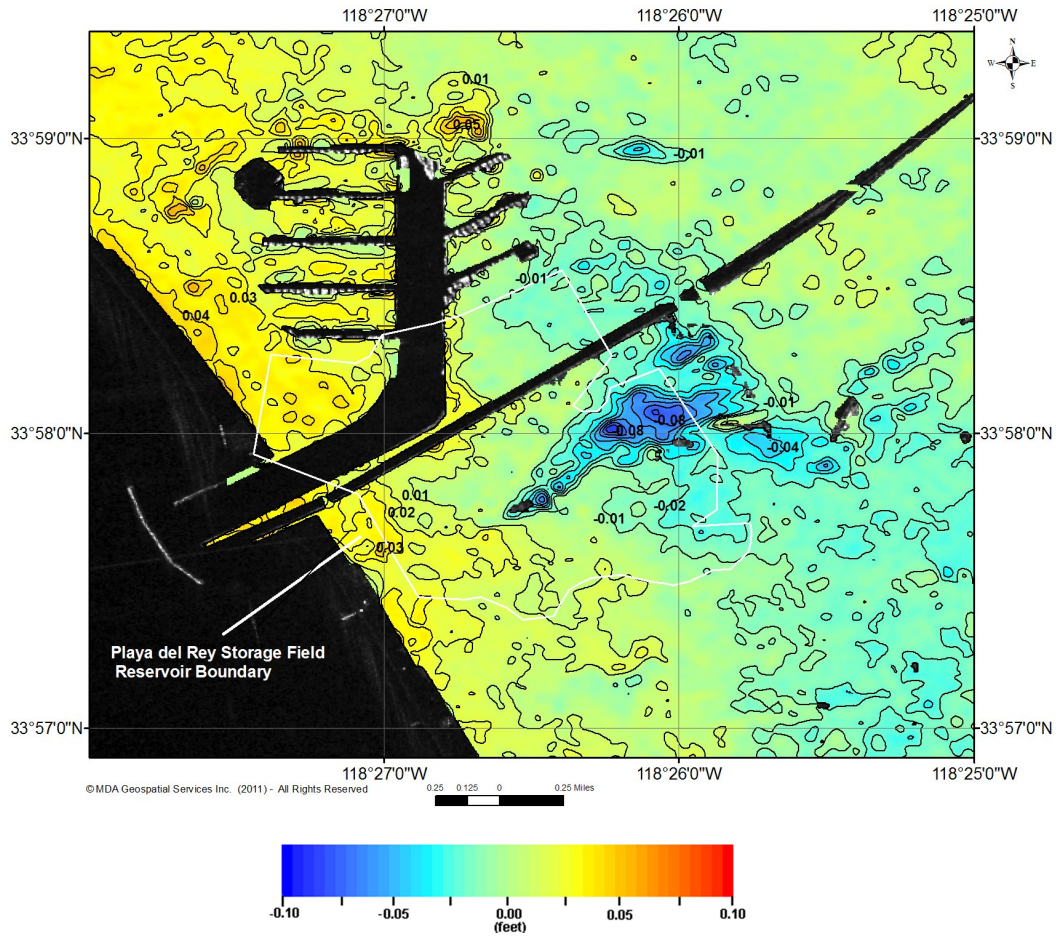 118°27'0"W
118°26'0"W
118°25'0"W
N
W E
S
0.01
0.05
33°59'0"N
33°59'0"N
-0.01
-0.01
0.03
0.04
-0.01
-0.08
33°58'0"N
33°58'0"N
0.08
-0.04
0.01
-0.02
0.02
-0.01
0.03
Playa del Rey Storage Field
Reservoir Boundary
33°57'0"N
33°57'0"N
118°27'0"W
118°26'0"W
118°25'0"W
© MDA Geospatial Services Inc. (2011) - All Rights Reserved
0.25 0.125 0 0.25 Miles
-0.10 -0.05 0.00 0.05 0.10
(feet)